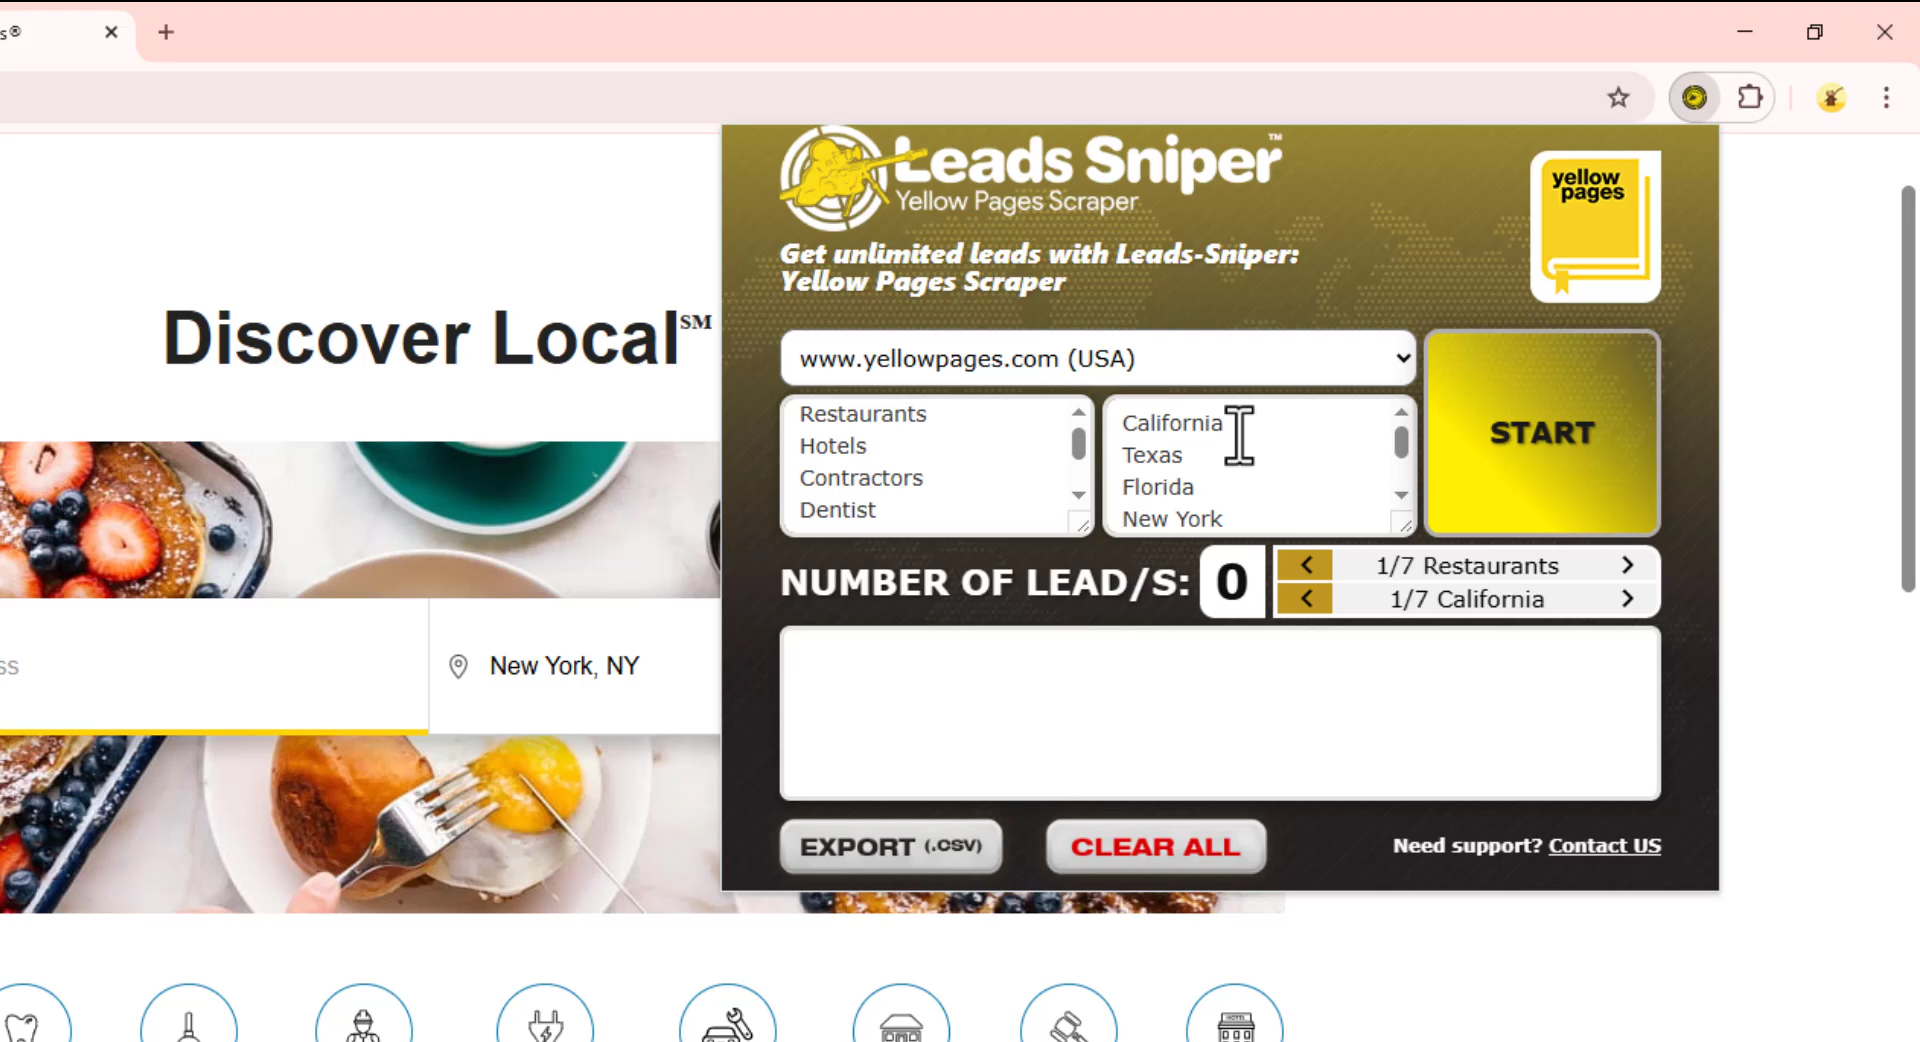 s®
Leads Sniper™
Yellow Pages Scraper
yellow
pages
Get unlimited leads with Leads-Sniper:
Yellow Pages Scraper
Discover Local℠
www.yellowpages.com (USA)
Restaurants
Hotels
Contractors
Dentist
California
Texas
Florida
New York
START
NUMBER OF LEAD/S: 0
1/7 Restaurants
1/7 California
ss
New York, NY
EXPORT (.CSV)
CLEAR ALL
Need support? Contact US
HOTEL